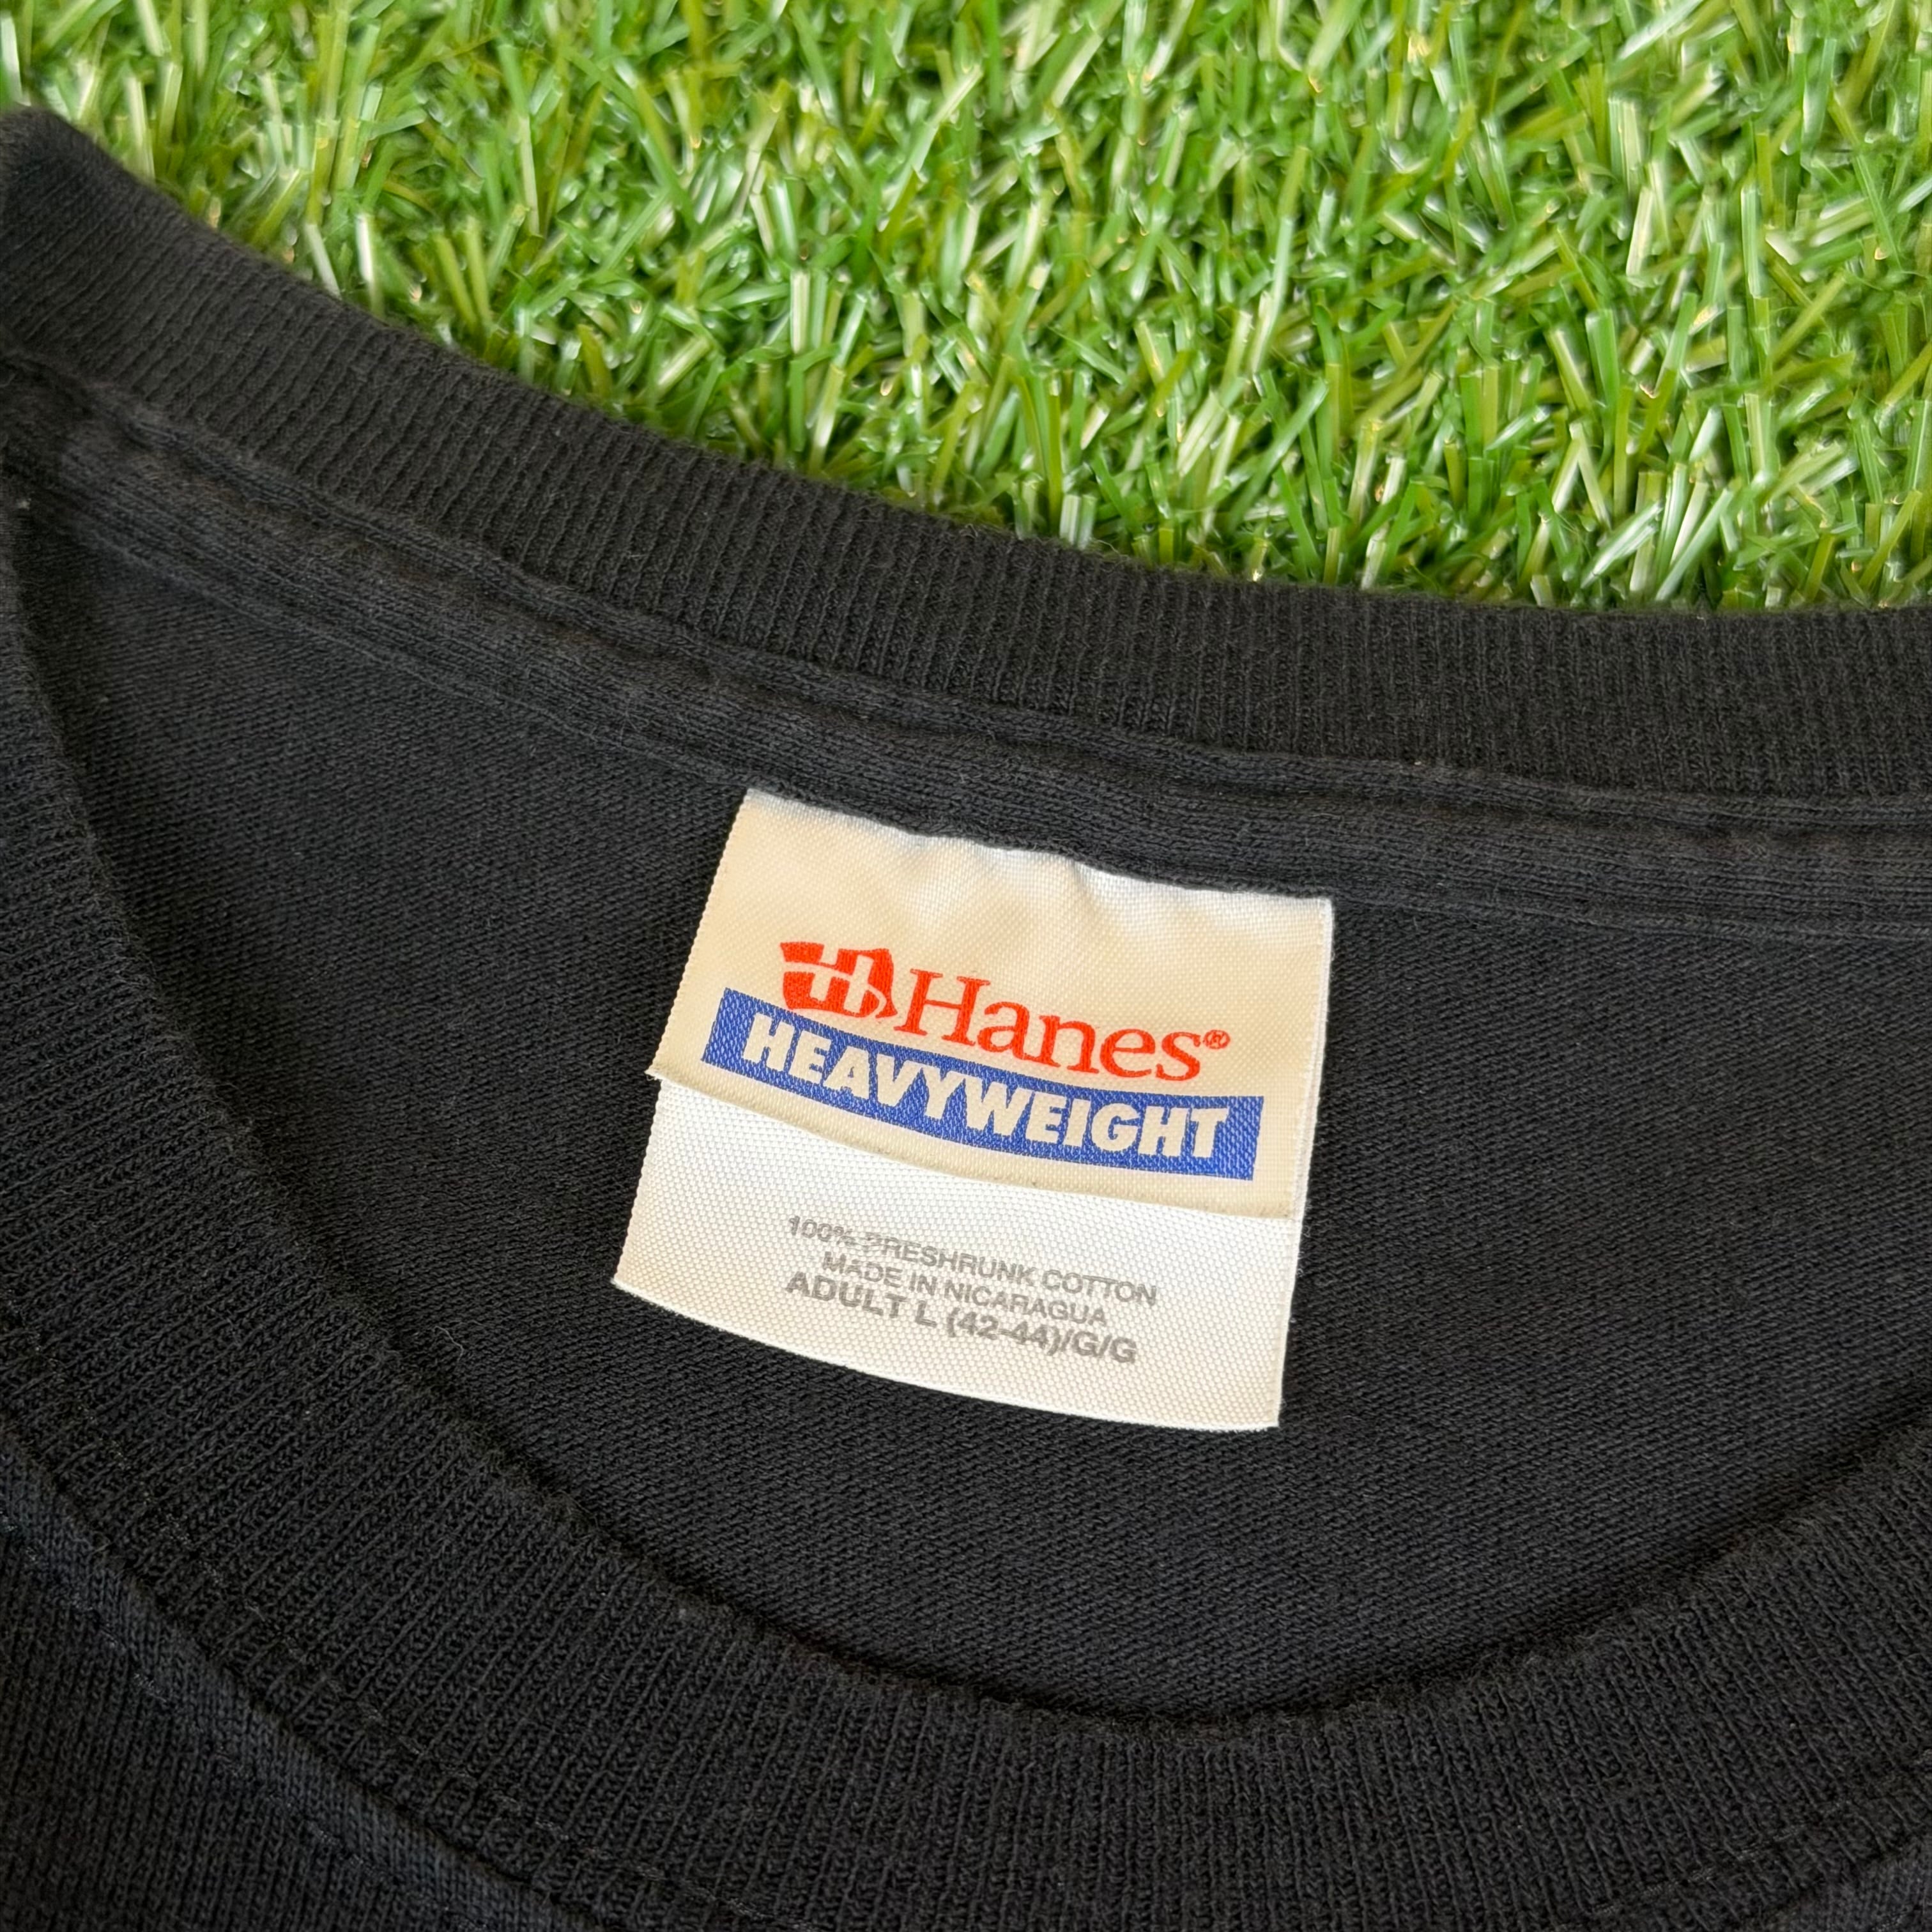 Hanes®
HEAVYWEIGHT
100% PRESHRUNK COTTON
MADE IN NICARAGUA
ADULT L (42-44)/G/G